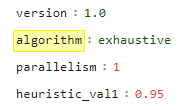 version : 1.0
algorithm : exhaustive
parallelism : 1
heuristic_val1 : 0.95